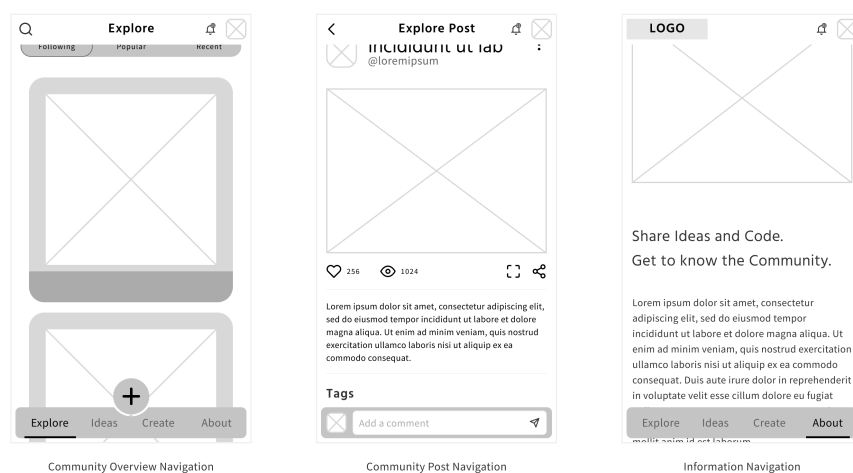 Explore
Following Popular Recent
Explore Ideas Create About
Community Overview Navigation
Explore Post
incididunt ut lab
@loremipsum
256 1024
Lorem ipsum dolor sit amet, consectetur adipiscing elit,
sed do eiusmod tempor incididunt ut labore et dolore
magna aliqua. Ut enim ad minim veniam, quis nostrud
exercitation ullamco laboris nisi ut aliquip ex ea
commodo consequat.
Tags
Add a comment
Community Post Navigation
LOGO
Share Ideas and Code.
Get to know the Community.
Lorem ipsum dolor sit amet, consectetur
adipiscing elit, sed do eiusmod tempor
incididunt ut labore et dolore magna aliqua. Ut
enim ad minim veniam, quis nostrud exercitation
ullamco laboris nisi ut aliquip ex ea commodo
consequat. Duis aute irure dolor in reprehenderit
in voluptate velit esse cillum dolore eu fugiat
Explore Ideas Create About
mollit anim id est laborum.
Information Navigation